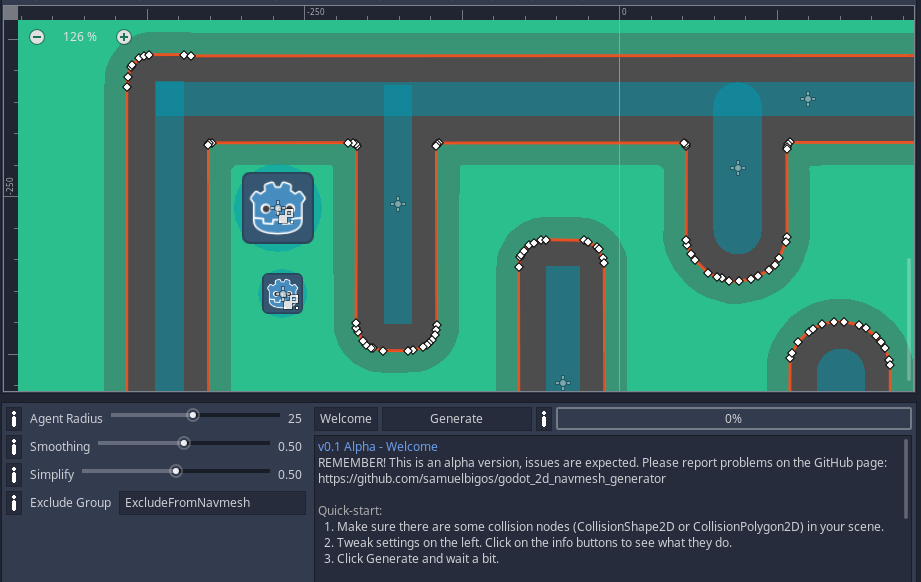 -250
0
126 %
-250
Agent Radius
25
Smoothing
0.50
Simplify
0.50
Exclude Group
ExcludeFromNavmesh
Welcome
Generate
0%
v0.1 Alpha - Welcome
REMEMBER! This is an alpha version, issues are expected. Please report problems on the GitHub page:
https://github.com/samuelbigos/godot_2d_navmesh_generator
Quick-start:
1. Make sure there are some collision nodes (CollisionShape2D or CollisionPolygon2D) in your scene.
2. Tweak settings on the left. Click on the info buttons to see what they do.
3. Click Generate and wait a bit.